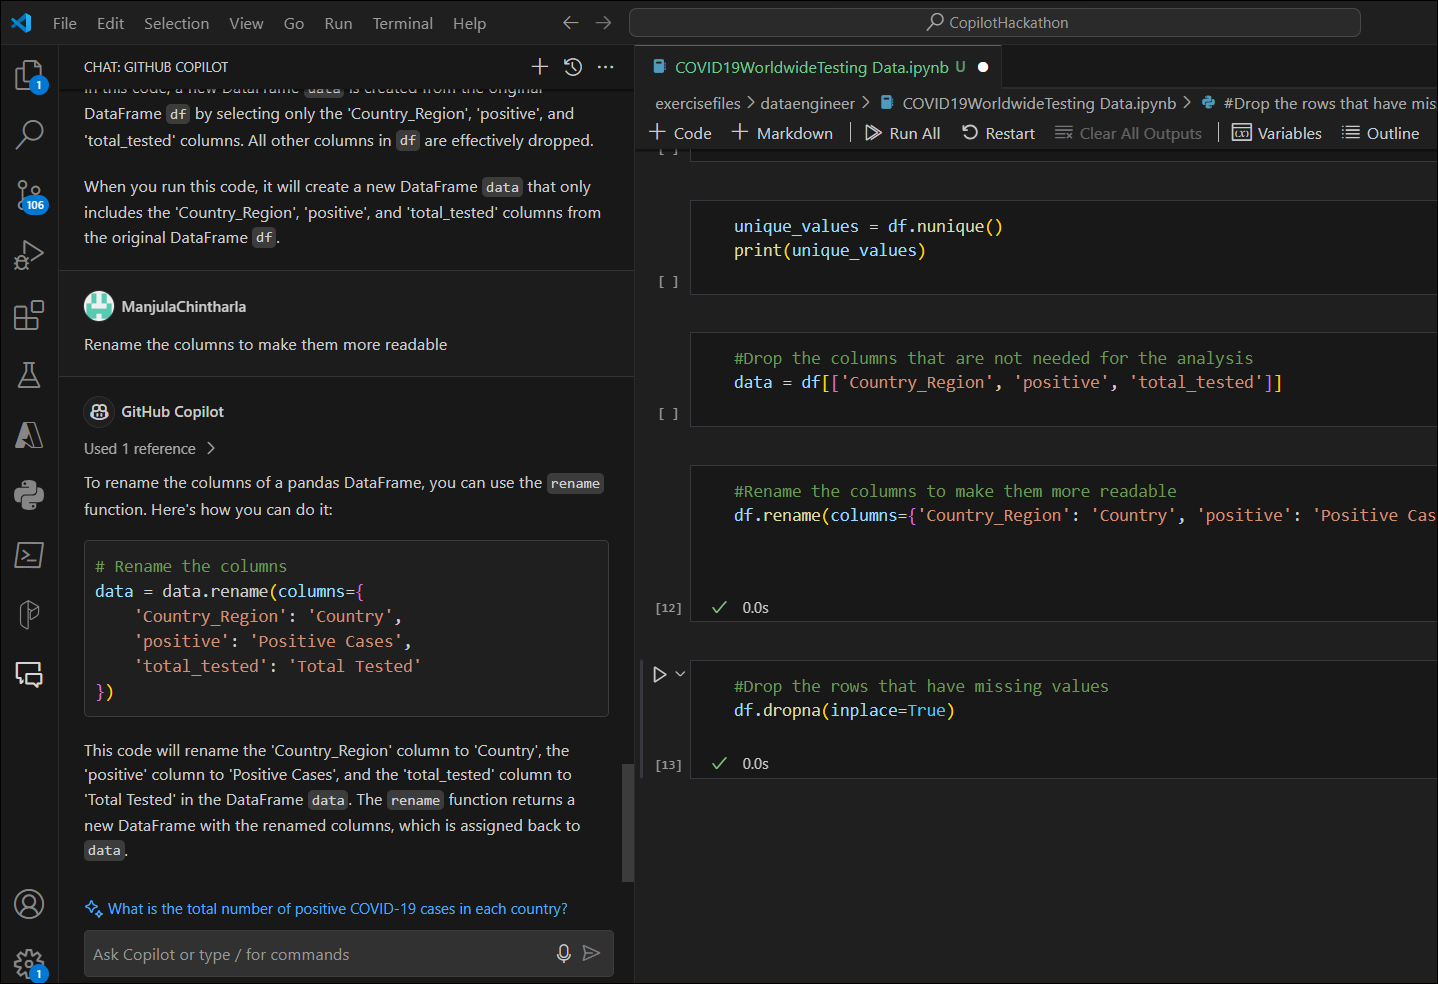 File Edit Selection View Go Run Terminal Help
CopilotHackathon
1
106
1
CHAT: GITHUB COPILOT
In this code, a new DataFrame data is created from the original
DataFrame df by selecting only the 'Country_Region', 'positive', and
'total_tested' columns. All other columns in df are effectively dropped.
When you run this code, it will create a new DataFrame data that only
includes the 'Country_Region', 'positive', and 'total_tested' columns from
the original DataFrame df.
ManjulaChintharla
Rename the columns to make them more readable
GitHub Copilot
Used 1 reference
To rename the columns of a pandas DataFrame, you can use the rename
function. Here's how you can do it:
# Rename the columns
data = data.rename(columns={
'Country_Region': 'Country',
'positive': 'Positive Cases',
'total_tested': 'Total Tested'
})
This code will rename the 'Country_Region' column to 'Country', the
'positive' column to 'Positive Cases', and the 'total_tested' column to
'Total Tested' in the DataFrame data. The rename function returns a
new DataFrame with the renamed columns, which is assigned back to
data.
What is the total number of positive COVID-19 cases in each country?
Ask Copilot or type / for commands
COVID19WorldwideTesting Data.ipynb U
exercisefiles > dataengineer > COVID19WorldwideTesting Data.ipynb > #Drop the rows that have mis
+ Code + Markdown Run All Restart Clear All Outputs Variables Outline
[ ]
unique_values = df.nunique()
print(unique_values)
[ ]
#Drop the columns that are not needed for the analysis
data = df[['Country_Region', 'positive', 'total_tested']]
[ ]
#Rename the columns to make them more readable
df.rename(columns={'Country_Region': 'Country', 'positive': 'Positive Cas
[12] ✓ 0.0s
#Drop the rows that have missing values
df.dropna(inplace=True)
[13] ✓ 0.0s